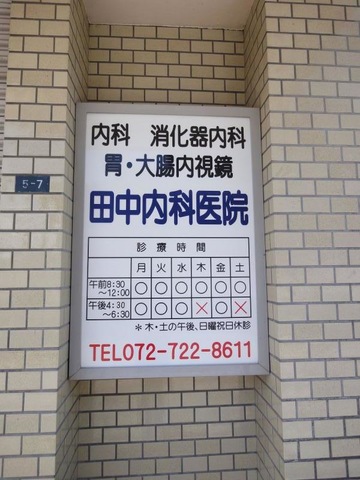 5-7
内科 消化器内科
胃・大腸内視鏡
田中内科医院
診療時間
月 火 水 木 金 土
午前8:30～12:00 ○ ○ ○ ○ ○ ○
午後4:30～6:30 ○ ○ ○ × ○ ×
＊木・土の午後、日曜祝日休診
TEL072-722-8611